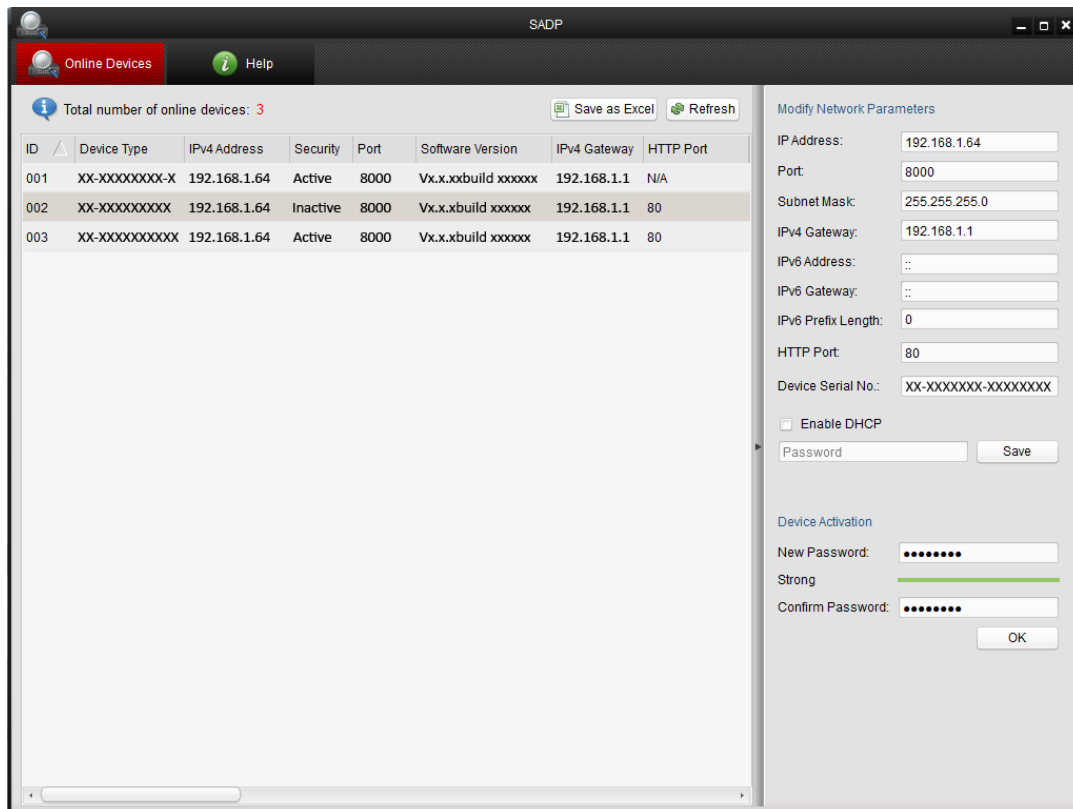 SADP
Online Devices Help
Total number of online devices: 3 Save as Excel Refresh
ID Device Type IPv4 Address Security Port Software Version IPv4 Gateway HTTP Port
001 XX-XXXXXXXX-X 192.168.1.64 Active 8000 Vx.x.xxbuild xxxxxx 192.168.1.1 N/A
002 XX-XXXXXXXXX 192.168.1.64 Inactive 8000 Vx.x.xbuild xxxxxx 192.168.1.1 80
003 XX-XXXXXXXXXX 192.168.1.64 Active 8000 Vx.x.xbuild xxxxxx 192.168.1.1 80
Modify Network Parameters
IP Address: 192.168.1.64
Port: 8000
Subnet Mask: 255.255.255.0
IPv4 Gateway: 192.168.1.1
IPv6 Address: ::
IPv6 Gateway: ::
IPv6 Prefix Length: 0
HTTP Port: 80
Device Serial No.: XX-XXXXXXX-XXXXXXXX
Enable DHCP
Password Save
Device Activation
New Password: ●●●●●●●●
Strong
Confirm Password: ●●●●●●●●
OK